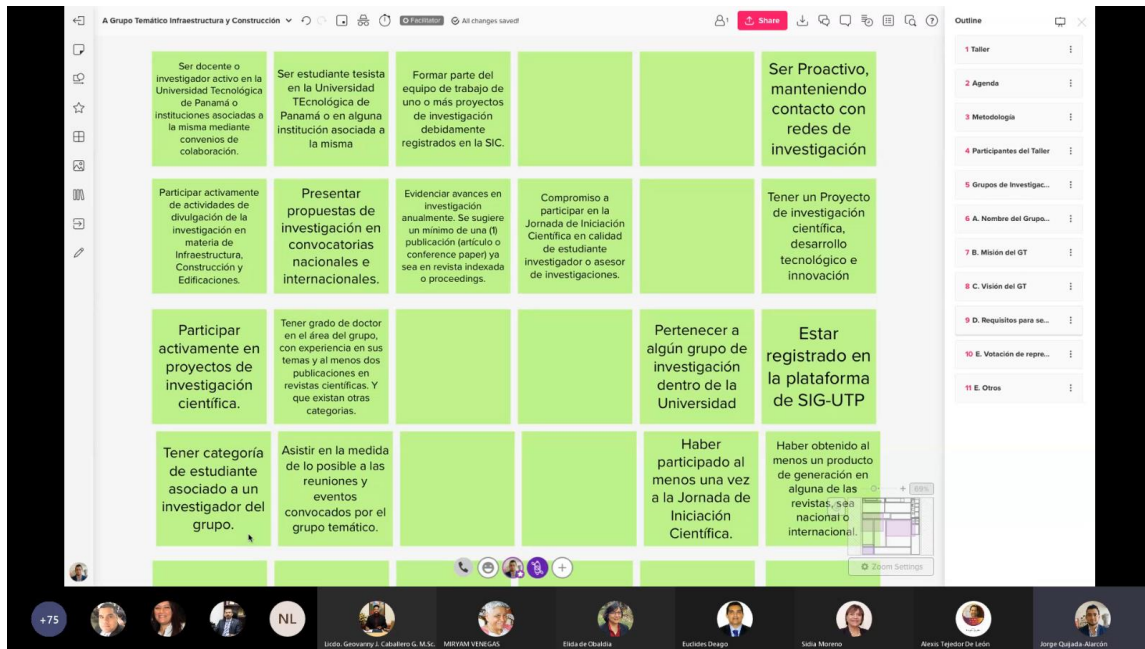 A Grupo Temático Infraestructura y Construcción
Facilitator
All changes saved!
1
Share
Outline
1 Taller
2 Agenda
3 Metodología
4 Participantes del Taller
5 Grupos de Investigac...
6 A. Nombre del Grupo...
7 B. Misión del GT
8 C. Visión del GT
9 D. Requisitos para se...
10 E. Votación de repre...
11 E. Otros
Ser docente o
investigador activo en la
Universidad Tecnológica
de Panamá o
instituciones asociadas a
la misma mediante
convenios de
colaboración.
Ser estudiante tesista
en la Universidad
TEcnológica de
Panamá o en alguna
institución asociada a
la misma
Formar parte del
equipo de trabajo de
uno o más proyectos
de investigación
debidamente
registrados en la SIC.
Ser Proactivo,
manteniendo
contacto con
redes de
investigación
Participar activamente
de actividades de
divulgación de la
investigación en
materia de
Infraestructura,
Construcción y
Edificaciones.
Presentar
propuestas de
investigación en
convocatorias
nacionales e
internacionales.
Evidenciar avances en
investigación
anualmente. Se sugiere
un mínimo de una (1)
publicación (artículo o
conference paper) ya
sea en revista indexada
o proceedings.
Compromiso a
participar en la
Jornada de Iniciación
Científica en calidad
de estudiante
investigador o asesor
de investigaciones.
Tener un Proyecto
de investigación
científica,
desarrollo
tecnológico e
innovación
Participar
activamente en
proyectos de
investigación
científica.
Tener grado de doctor
en el área del grupo,
con experiencia en sus
temas y al menos dos
publicaciones en
revistas científicas. Y
que existan otras
categorias.
Pertenecer a
algún grupo de
investigación
dentro de la
Universidad
Estar
registrado en
la plataforma
de SIG-UTP
Tener categoría
de estudiante
asociado a un
investigador del
grupo.
Asistir en la medida
de lo posible a las
reuniones y
eventos
convocados por el
grupo temático.
Haber
participado al
menos una vez
a la Jornada de
Iniciación
Científica.
Haber obtenido al
menos un producto
de generación en
alguna de las
revistas, sea
nacional o
internacional.
69%
Zoom Settings
+75
NL
Licdo. Geovanny J. Caballero G. M.Sc.
MIRYAM VENEGAS
Elida de Obaldia
Euclides Deago
Sidia Moreno
Alexis Tejedor De León
Jorge Quijada-Alarcón